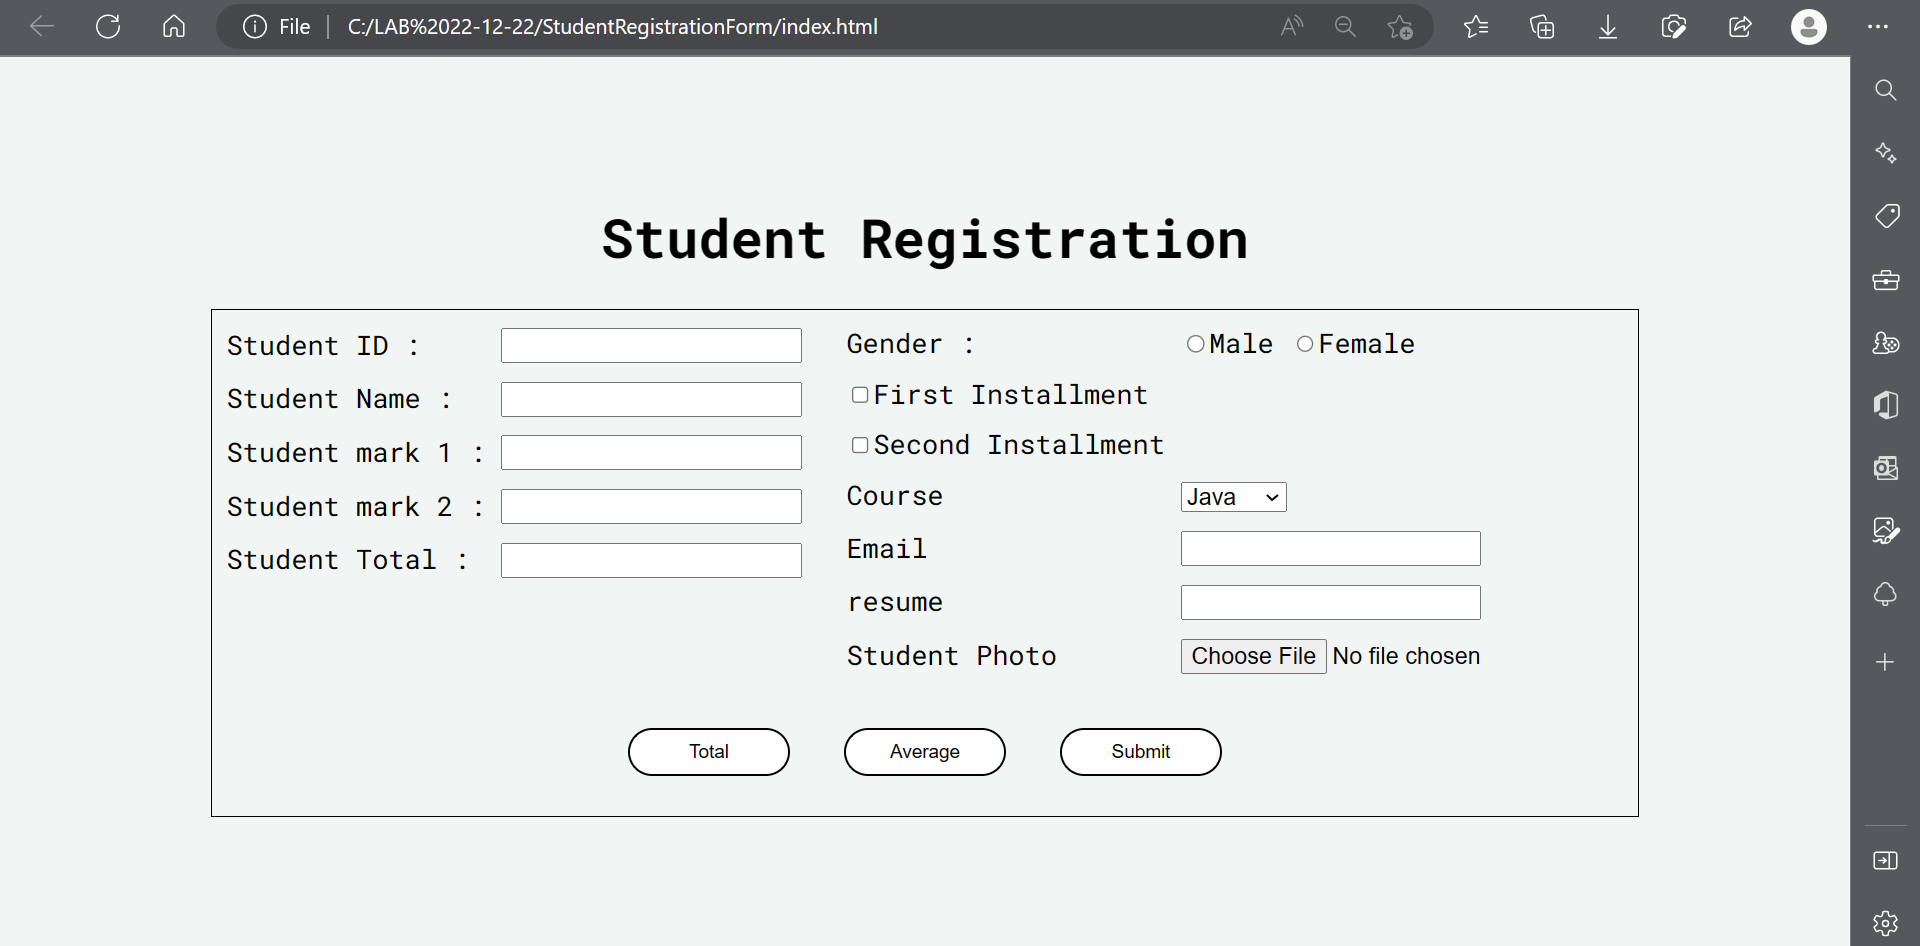 File C:/LAB%2022-12-22/StudentRegistrationForm/index.html
Student Registration
Student ID :
Student Name :
Student mark 1 :
Student mark 2 :
Student Total :
Gender : Male Female
First Installment
Second Installment
Course Java
Email
resume
Student Photo Choose File No file chosen
Total Average Submit